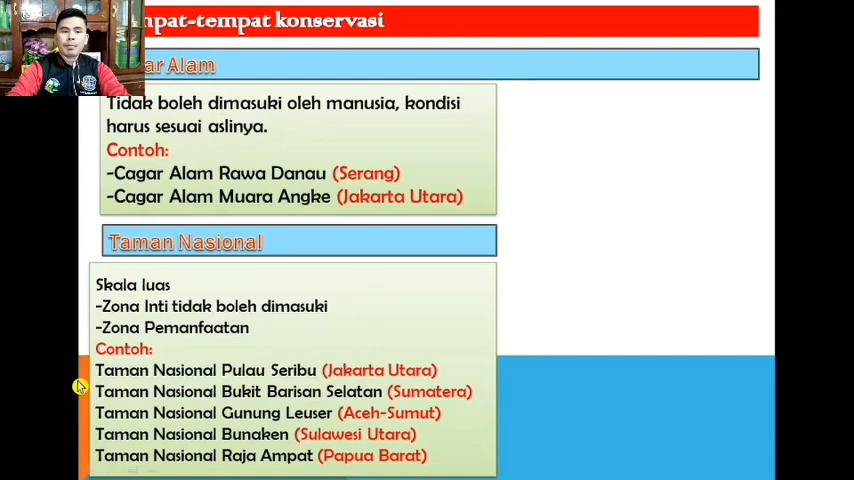 mpat-tempat konservasi
ar Alam
Tidak boleh dimasuki oleh manusia, kondisi
harus sesuai aslinya.
Contoh:
-Cagar Alam Rawa Danau (Serang)
-Cagar Alam Muara Angke (Jakarta Utara)
Taman Nasional
Skala luas
-Zona Inti tidak boleh dimasuki
-Zona Pemanfaatan
Contoh:
Taman Nasional Pulau Seribu (Jakarta Utara)
Taman Nasional Bukit Barisan Selatan (Sumatera)
Taman Nasional Gunung Leuser (Aceh-Sumut)
Taman Nasional Bunaken (Sulawesi Utara)
Taman Nasional Raja Ampat (Papua Barat)